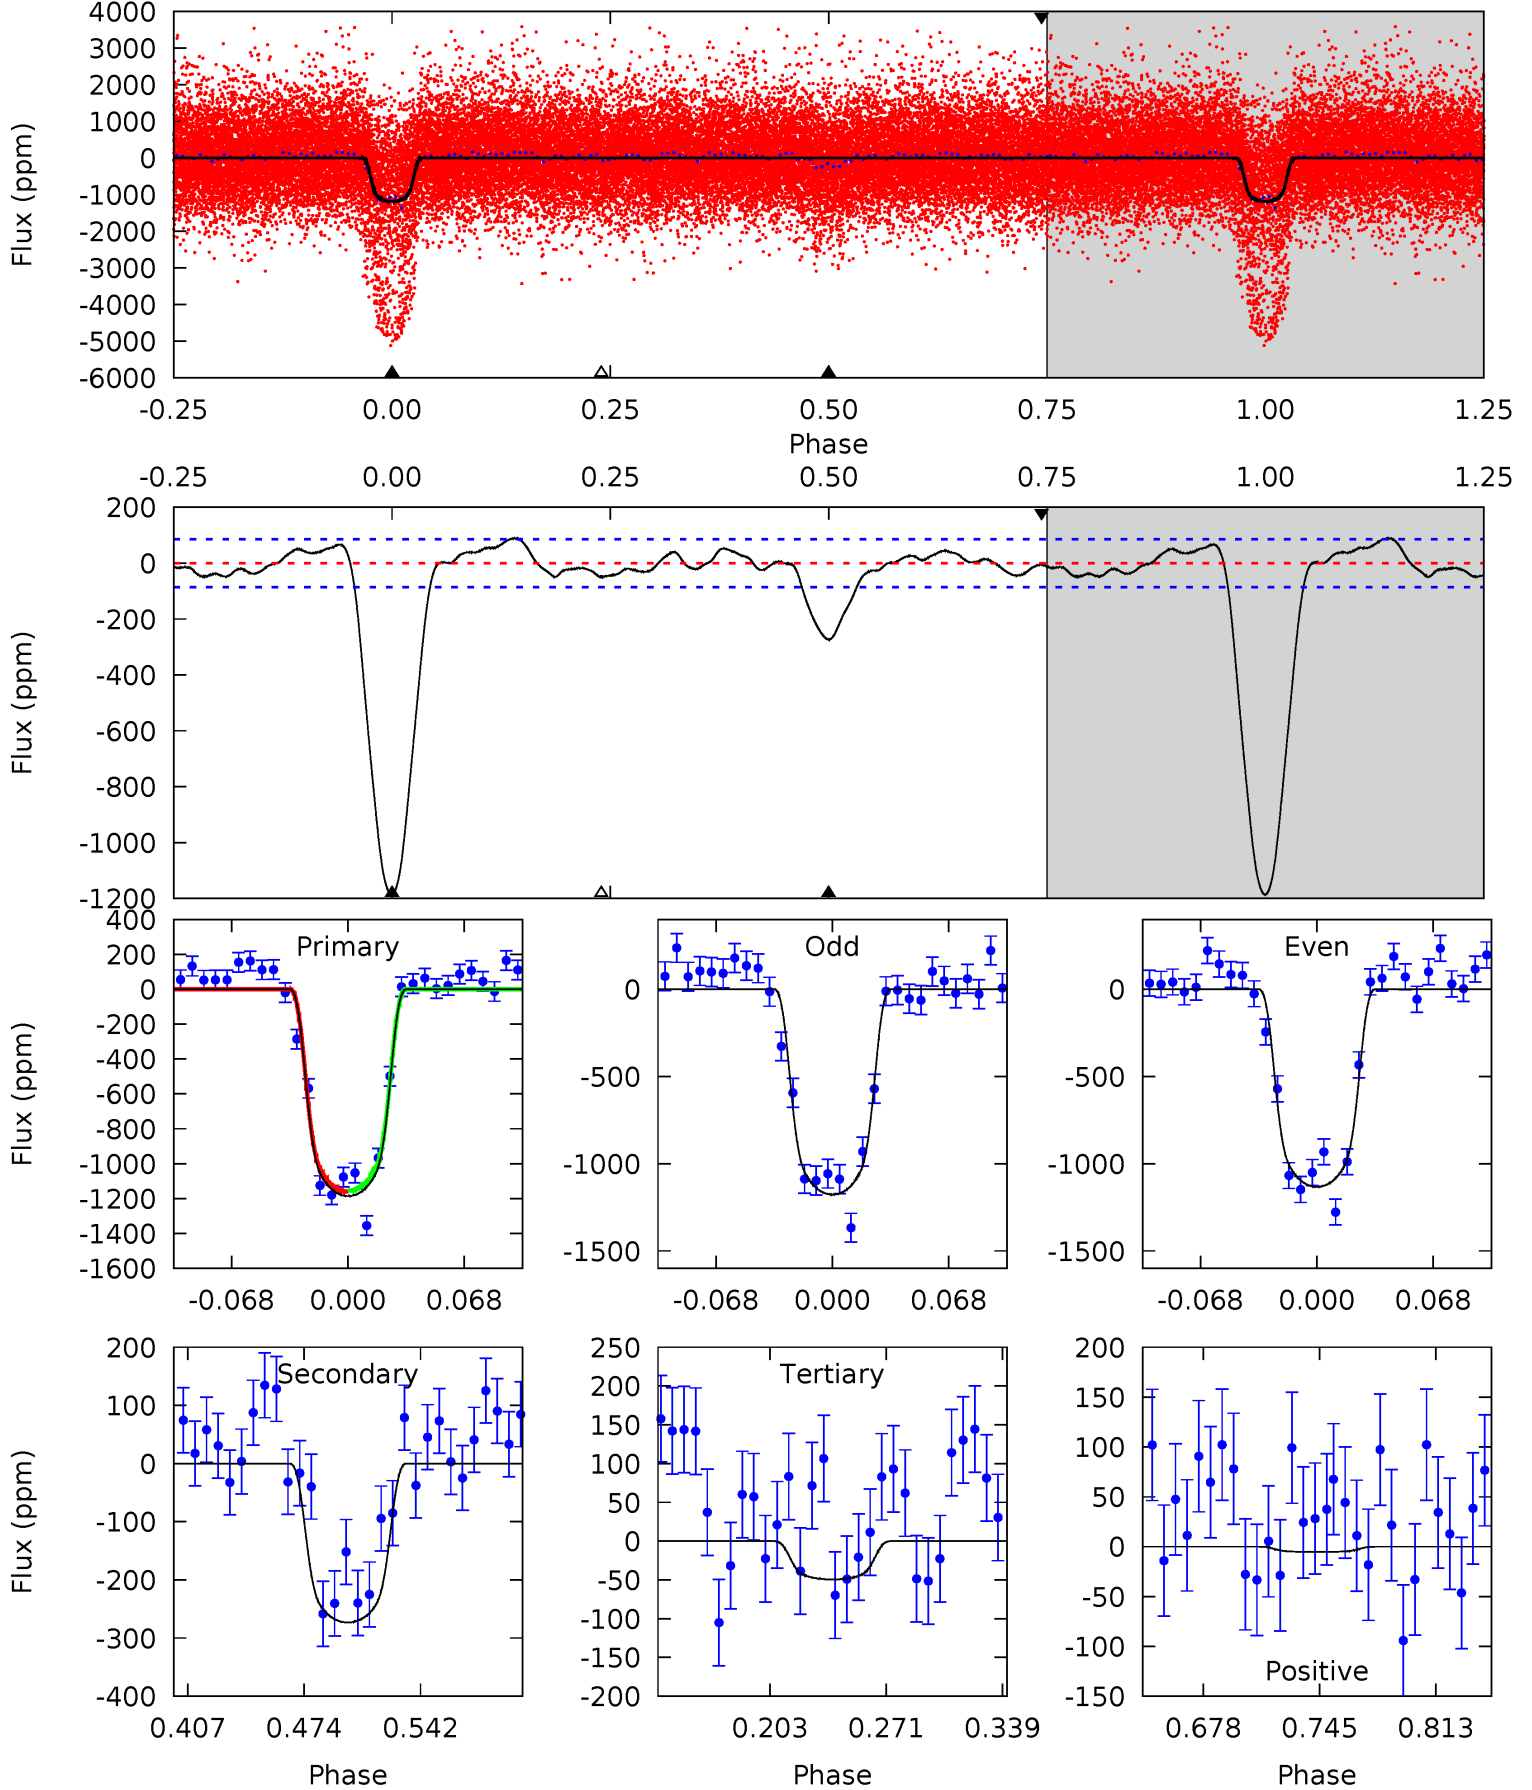 4000
3000
2000
1000
0
-1000
-2000
-3000
-4000
-5000
-6000
Flux (ppm)
-0.25 0.00 0.25 0.50 0.75 1.00 1.25
Phase
-0.25 0.00 0.25 0.50 0.75 1.00 1.25
200
0
-200
-400
-600
-800
-1000
-1200
Flux (ppm)
400
200
0
-200
-400
-600
-800
-1000
-1200
-1400
-1600
Flux (ppm)
Primary
-0.068 0.000 0.068
0
-500
-1000
-1500
Odd
-0.068 0.000 0.068
0
-500
-1000
-1500
Even
-0.068 0.000 0.068
200
100
0
-100
-200
-300
-400
Flux (ppm)
Secondary
0.407 0.474 0.542
Phase
250
200
150
100
50
0
-50
-100
-150
-200
Tertiary
0.203 0.271 0.339
Phase
200
150
100
50
0
-50
-100
-150
Positive
0.678 0.745 0.813
Phase